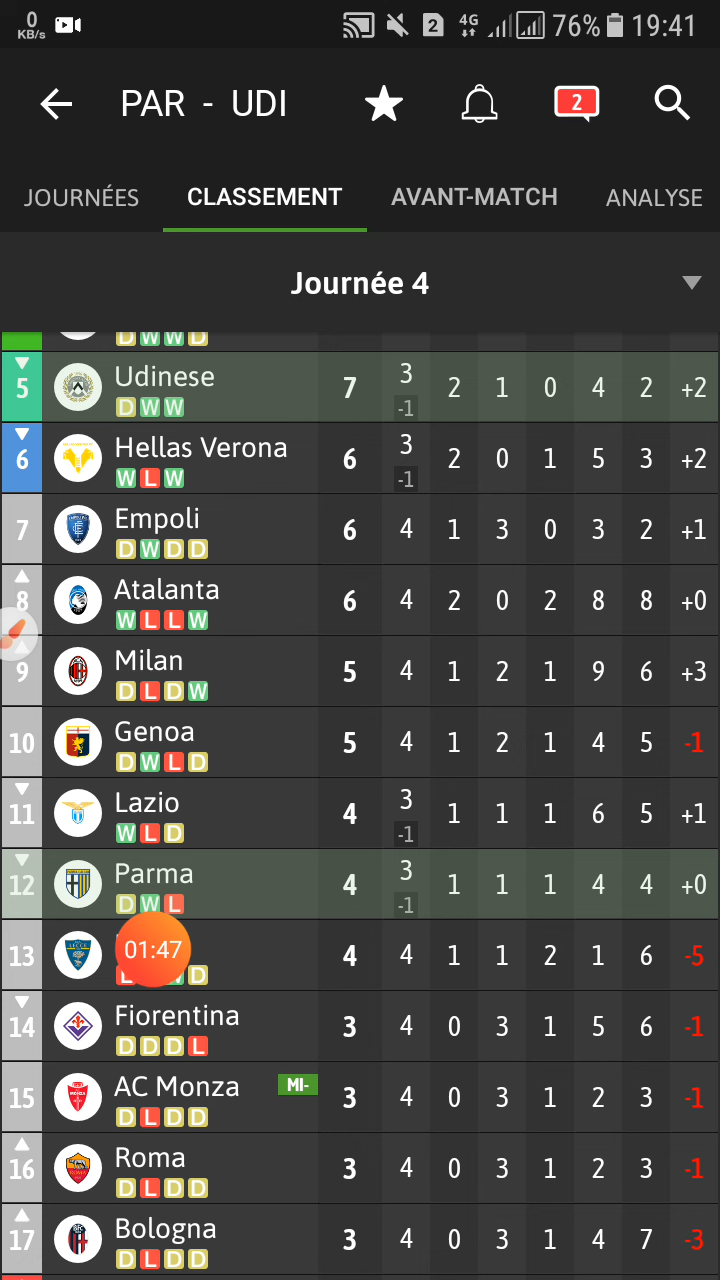 0 KB/s 2 4G 76% 19:41
PAR - UDI 2
JOURNÉES CLASSEMENT AVANT-MATCH ANALYSE
Journée 4
D W W D
5 Udinese 7 3 2 1 0 4 2 +2
D W W -1
6 Hellas Verona 6 3 2 0 1 5 3 +2
W L W -1
7 Empoli 6 4 1 3 0 3 2 +1
D W D D
8 Atalanta 6 4 2 0 2 8 8 +0
W L L W
9 Milan 5 4 1 2 1 9 6 +3
D L D W
10 Genoa 5 4 1 2 1 4 5 -1
D W L D
11 Lazio 4 3 1 1 1 6 5 +1
W L D -1
12 Parma 4 3 1 1 1 4 4 +0
D W L -1
13 01:47 4 4 1 1 2 1 6 -5
D
14 Fiorentina 3 4 0 3 1 5 6 -1
D D D L
15 AC Monza MI- 3 4 0 3 1 2 3 -1
D L D D
16 Roma 3 4 0 3 1 2 3 -1
D L D D
17 Bologna 3 4 0 3 1 4 7 -3
D L D D